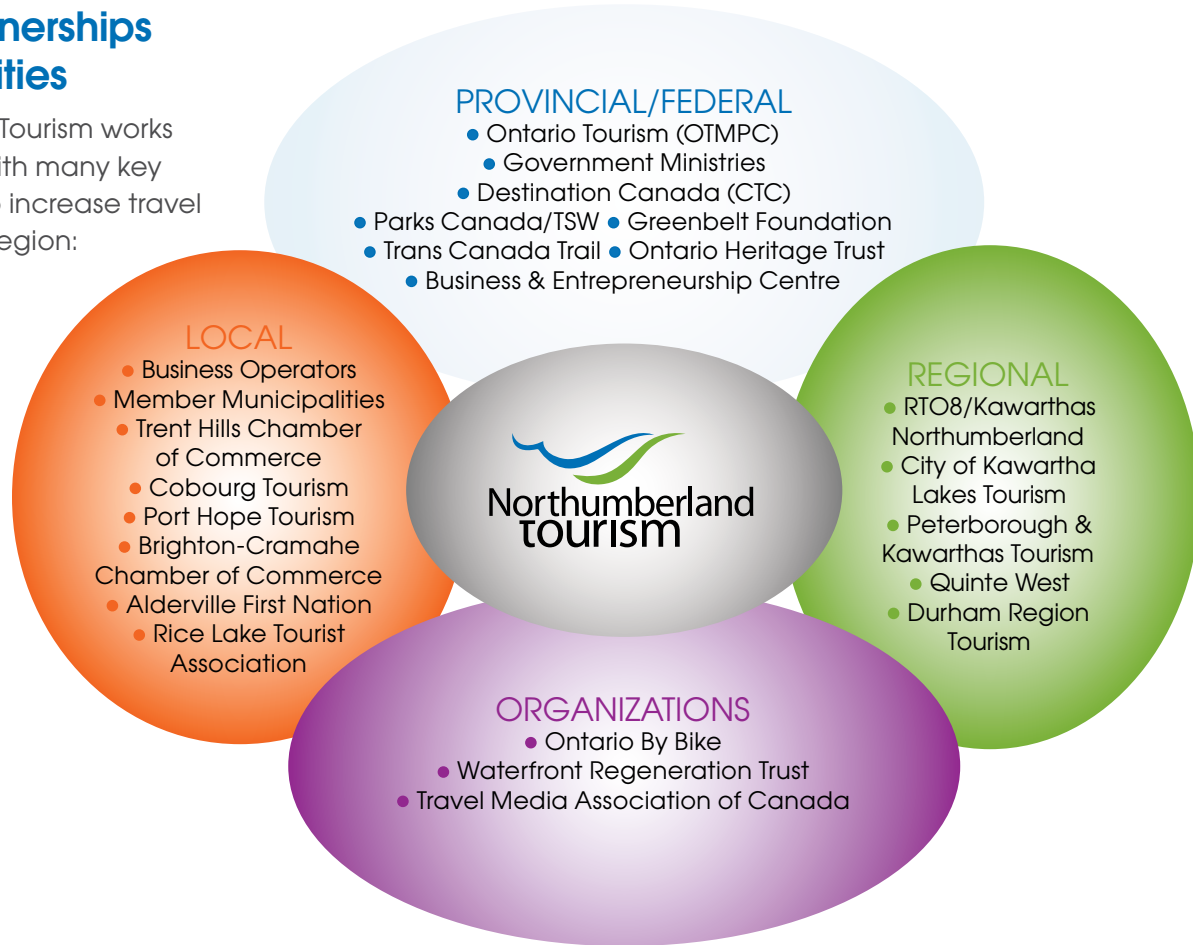 nerships
ities
Tourism works
ith many key
increase travel
egion:
PROVINCIAL/FEDERAL
• Ontario Tourism (OTMPC)
• Government Ministries
• Destination Canada (CTC)
• Parks Canada/TSW • Greenbelt Foundation
• Trans Canada Trail • Ontario Heritage Trust
• Business & Entrepreneurship Centre
LOCAL
• Business Operators
• Member Municipalities
• Trent Hills Chamber
of Commerce
• Cobourg Tourism
• Port Hope Tourism
• Brighton-Cramahe
Chamber of Commerce
• Alderville First Nation
• Rice Lake Tourist
Association
Northumberland
tourism
REGIONAL
• RTO8/Kawarthas
Northumberland
• City of Kawartha
Lakes Tourism
• Peterborough &
Kawarthas Tourism
• Quinte West
• Durham Region
Tourism
ORGANIZATIONS
• Ontario By Bike
• Waterfront Regeneration Trust
• Travel Media Association of Canada